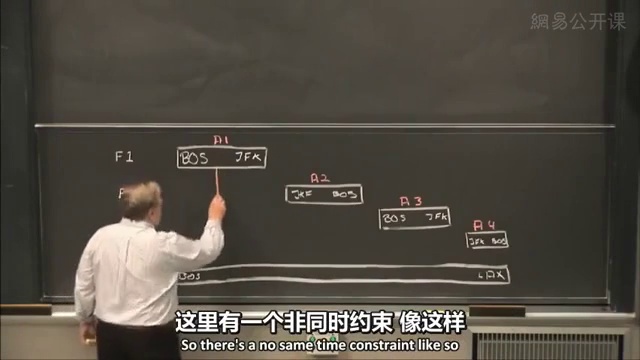 網易公开课
A1
F1 BOS JFK
A2
F
JKF BOS
A3
BOS JFK
A4
JFK BOS
BOS LAX
这里有一个非同时约束 像这样
So there's a no same time constraint like so